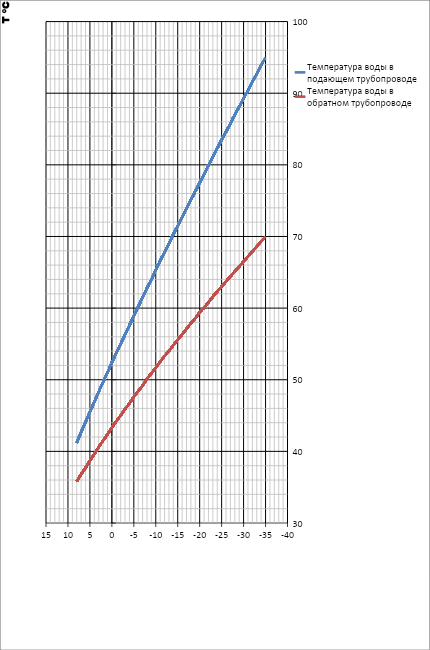 T °C
100
Температура воды в
подающем трубопроводе
90
Температура воды в
обратном трубопроводе
80
70
60
50
40
30
15 10 5 0 -5 -10 -15 -20 -25 -30 -35 -40